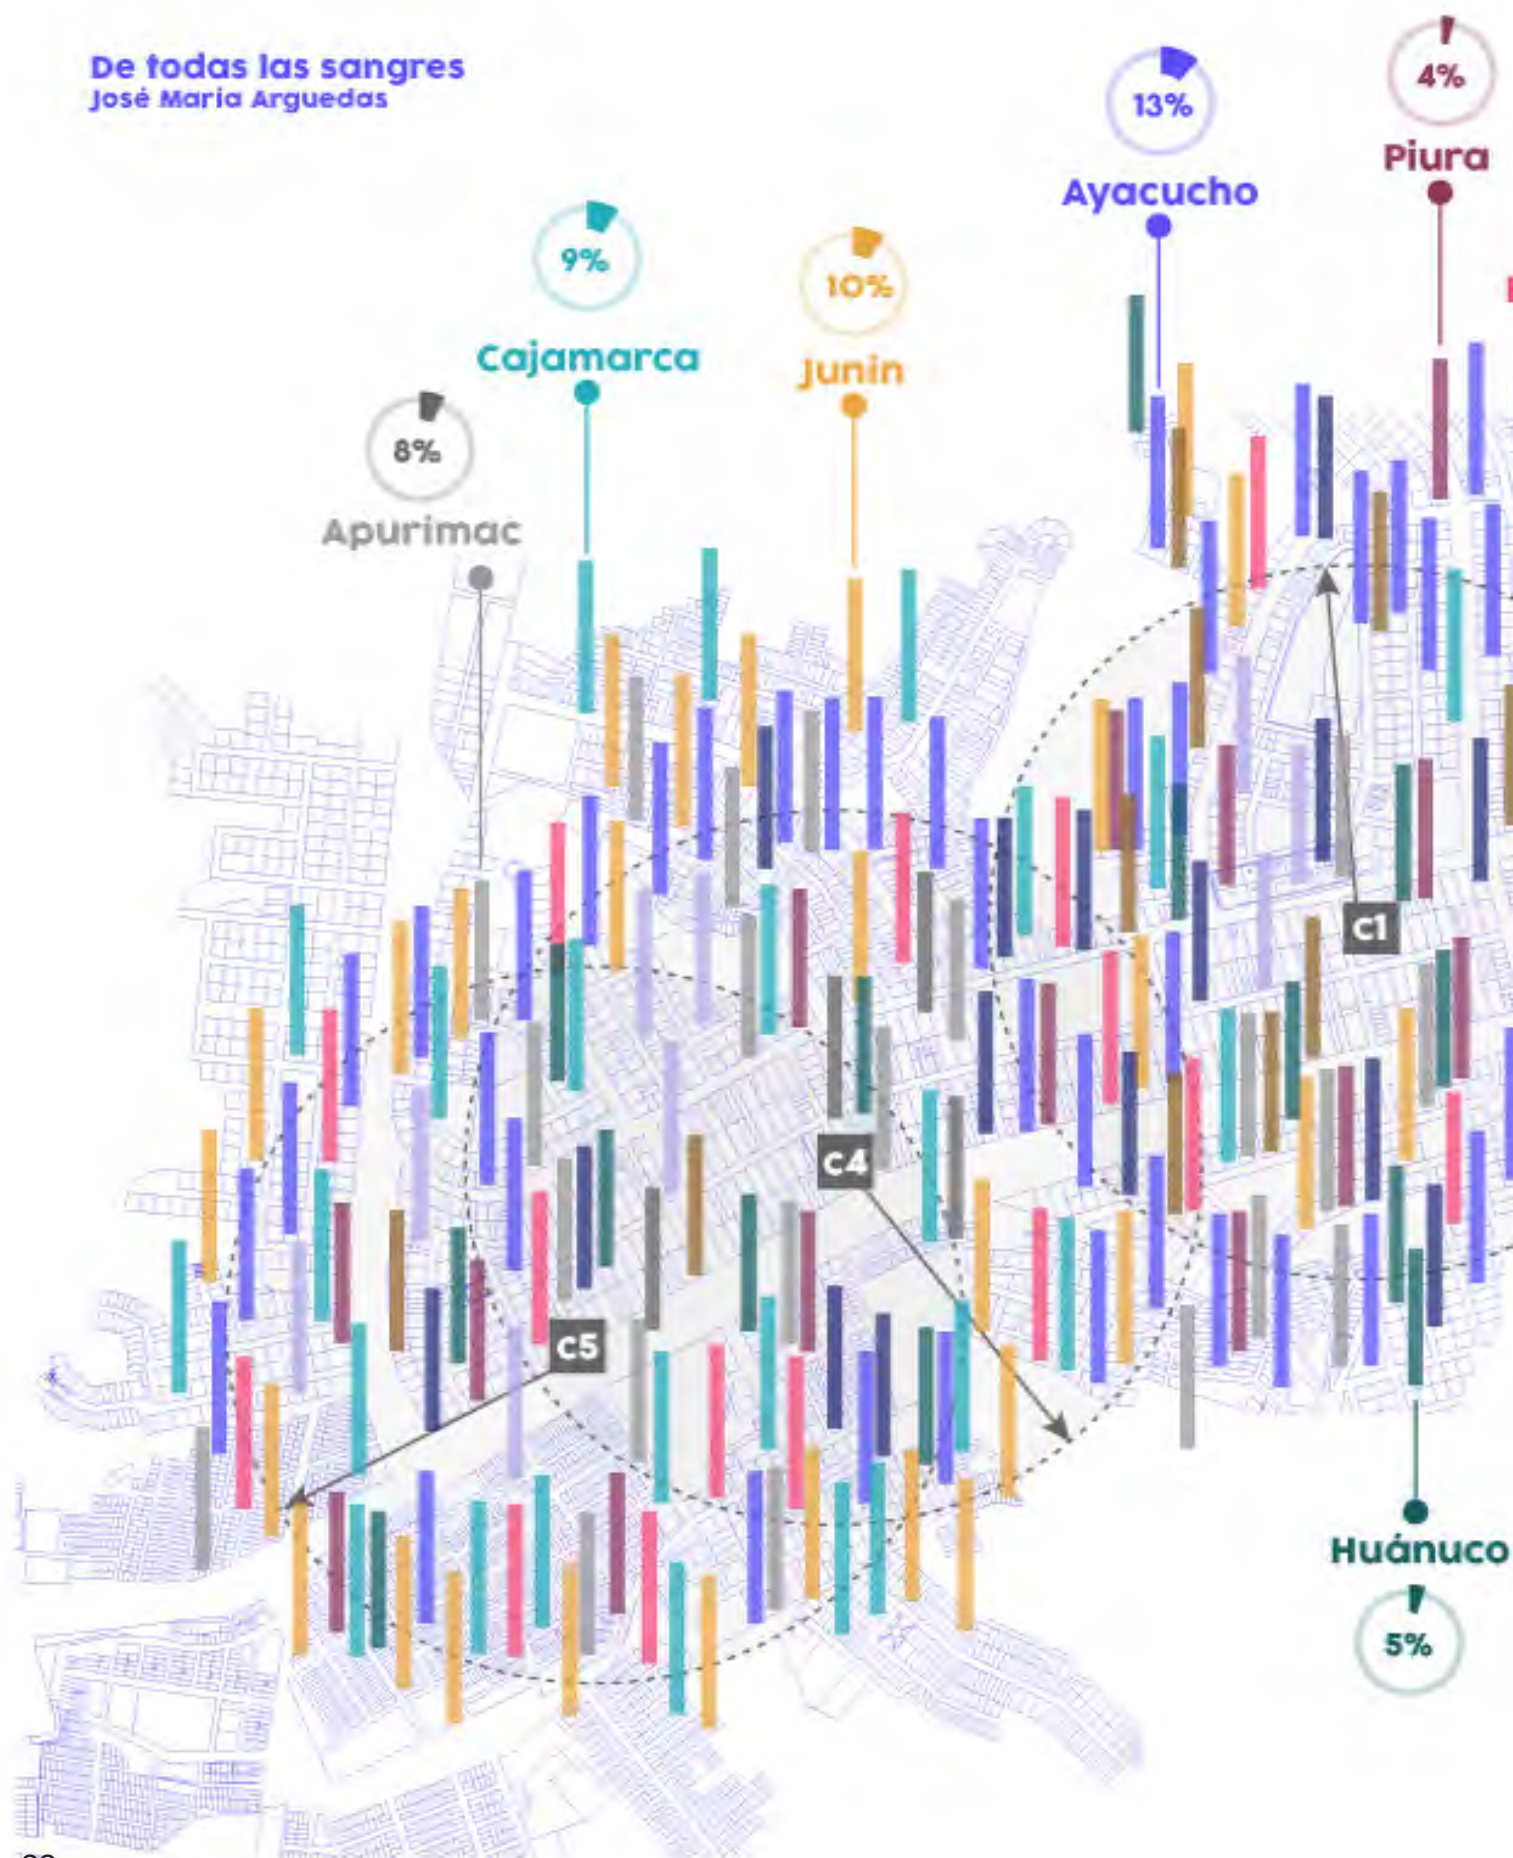 De todas las sangres
José María Arguedas
4%
13%
Piura
Ayacucho
9%
10%
Cajamarca
Junín
8%
Apurimac
C1
C4
C5
Huánuco
5%